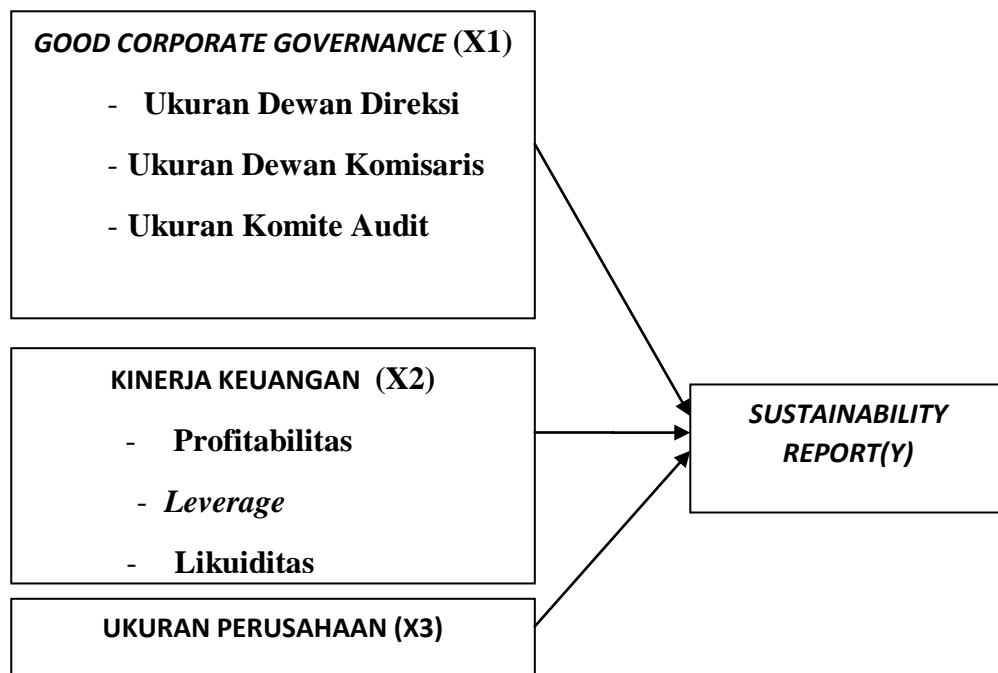 GOOD CORPORATE GOVERNANCE (X1)
- Ukuran Dewan Direksi
- Ukuran Dewan Komisaris
- Ukuran Komite Audit
KINERJA KEUANGAN (X2)
- Profitabilitas
- Leverage
- Likuiditas
UKURAN PERUSAHAAN (X3)
SUSTAINABILITY
REPORT(Y)